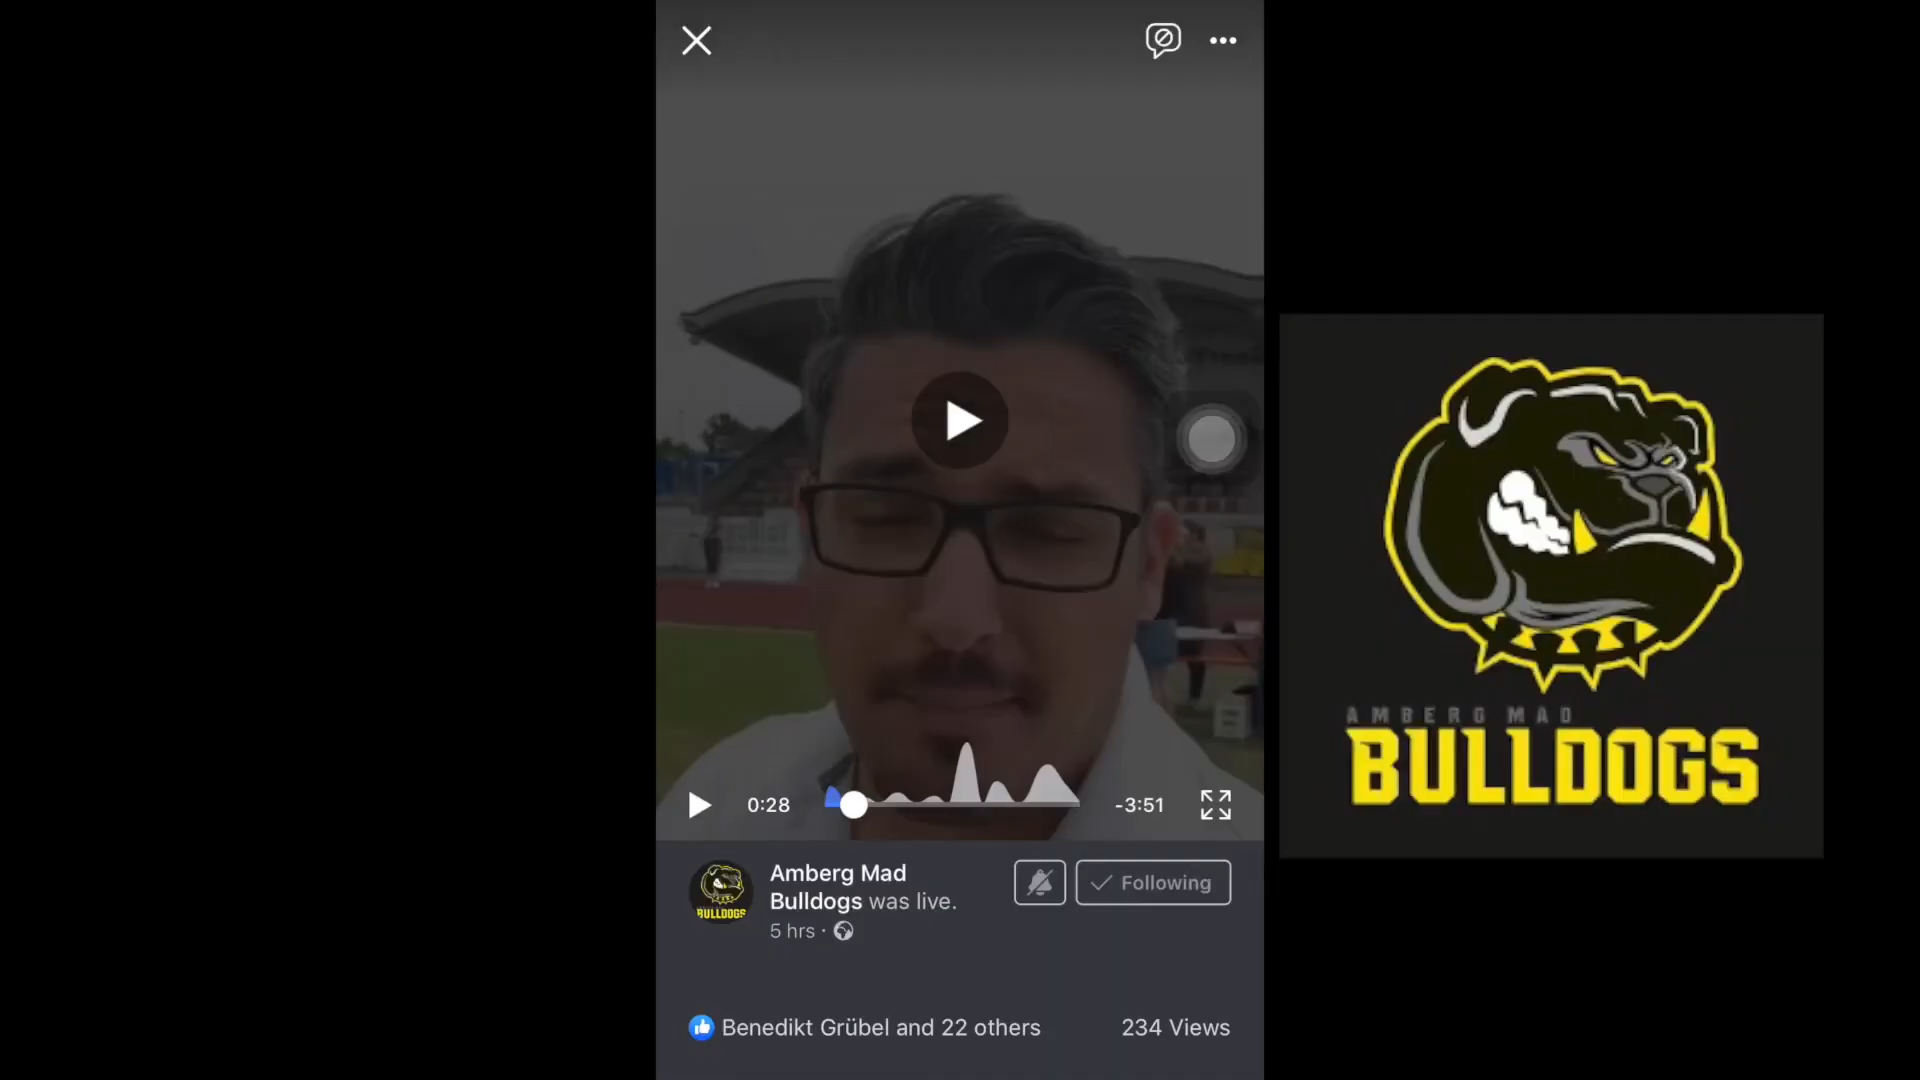 0:28
-3:51
Amberg Mad
Bulldogs was live.
Following
5 hrs ·
BULLDOGS
Benedikt Grübel and 22 others
234 Views
AMBERG MAD
BULLDOGS